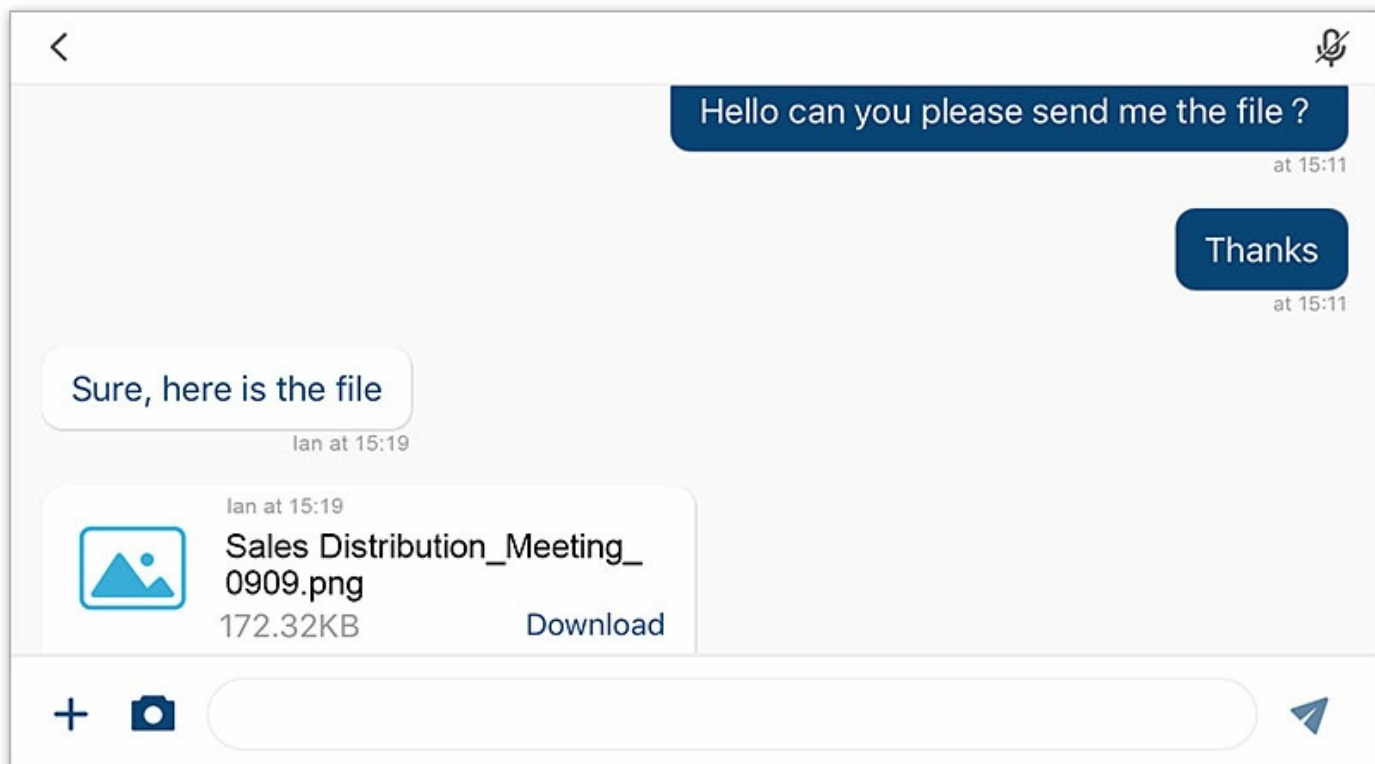 Hello can you please send me the file ?
at 15:11
Thanks
at 15:11
Sure, here is the file
Ian at 15:19
Ian at 15:19
Sales Distribution_Meeting_
0909.png
172.32KB Download